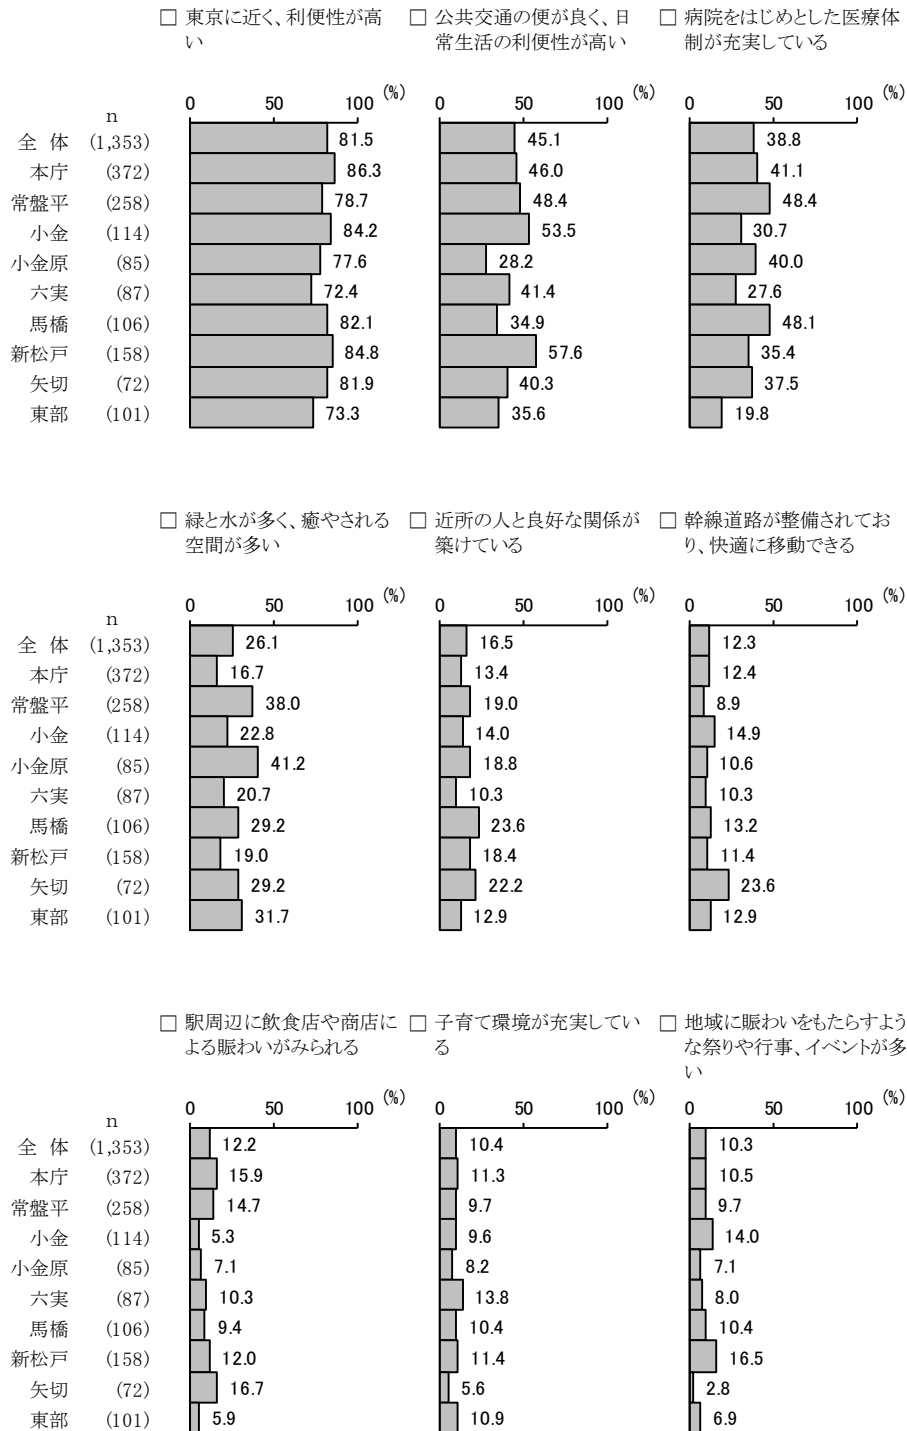 □ 東京に近く、利便性が高い
□ 公共交通の便が良く、日常生活の利便性が高い
□ 病院をはじめとした医療体制が充実している
0 50 100 (%) 0 50 100 (%) 0 50 100 (%)
n
全 体 (1,353) 81.5 45.1 38.8
本庁 (372) 86.3 46.0 41.1
常盤平 (258) 78.7 48.4 48.4
小金 (114) 84.2 53.5 30.7
小金原 (85) 77.6 28.2 40.0
六実 (87) 72.4 41.4 27.6
馬橋 (106) 82.1 34.9 48.1
新松戸 (158) 84.8 57.6 35.4
矢切 (72) 81.9 40.3 37.5
東部 (101) 73.3 35.6 19.8
□ 緑と水が多く、癒やされる空間が多い
□ 近所の人と良好な関係が築けている
□ 幹線道路が整備されており、快適に移動できる
0 50 100 (%) 0 50 100 (%) 0 50 100 (%)
n
全 体 (1,353) 26.1 16.5 12.3
本庁 (372) 16.7 13.4 12.4
常盤平 (258) 38.0 19.0 8.9
小金 (114) 22.8 14.0 14.9
小金原 (85) 41.2 18.8 10.6
六実 (87) 20.7 10.3 10.3
馬橋 (106) 29.2 23.6 13.2
新松戸 (158) 19.0 18.4 11.4
矢切 (72) 29.2 22.2 23.6
東部 (101) 31.7 12.9 12.9
□ 駅周辺に飲食店や商店による賑わいがみられる
□ 子育て環境が充実している
□ 地域に賑わいをもたらすような祭りや行事、イベントが多い
0 50 100 (%) 0 50 100 (%) 0 50 100 (%)
n
全 体 (1,353) 12.2 10.4 10.3
本庁 (372) 15.9 11.3 10.5
常盤平 (258) 14.7 9.7 9.7
小金 (114) 5.3 9.6 14.0
小金原 (85) 7.1 8.2 7.1
六実 (87) 10.3 13.8 8.0
馬橋 (106) 9.4 10.4 10.4
新松戸 (158) 12.0 11.4 16.5
矢切 (72) 16.7 5.6 2.8
東部 (101) 5.9 10.9 6.9